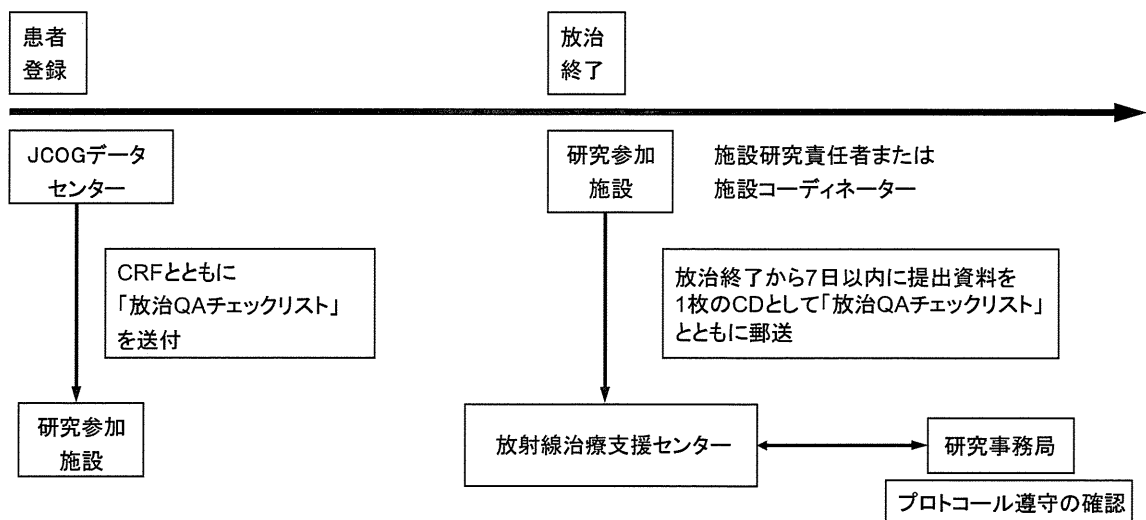 患者
登録
放治
終了
JCOGデータ
センター
研究参加
施設
施設研究責任者または
施設コーディネーター
CRFとともに
「放治QAチェックリスト」
を送付
放治終了から7日以内に提出資料を
1枚のCDとして「放治QAチェックリスト」
とともに郵送
研究参加
施設
放射線治療支援センター
研究事務局
プロトコール遵守の確認